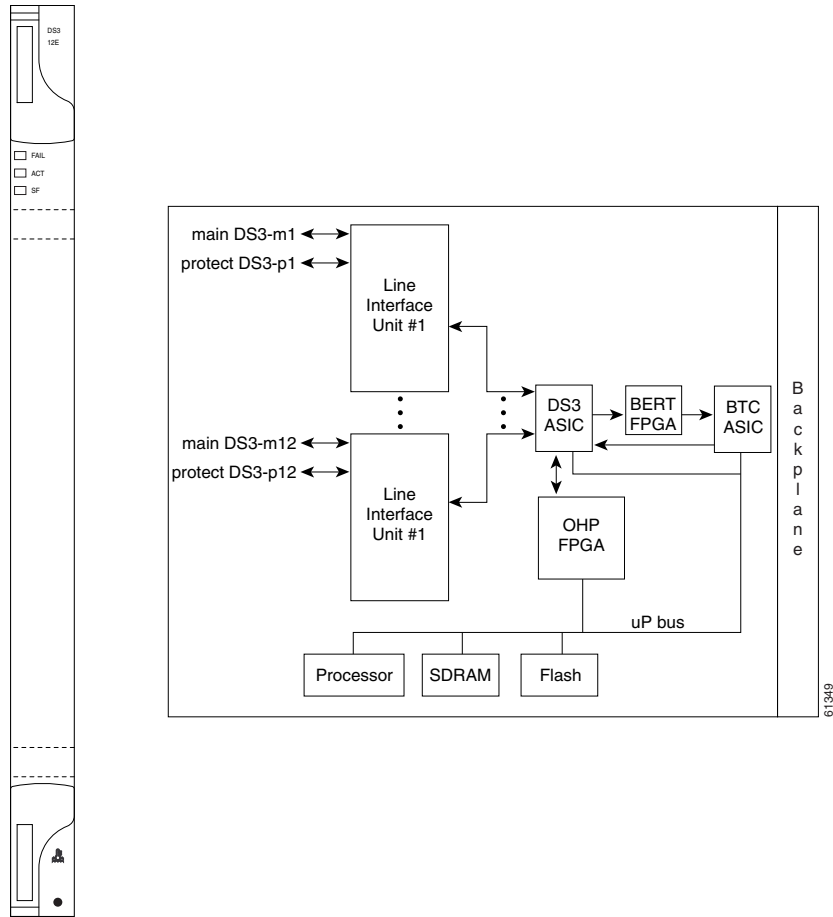 DS3
12E
FAIL
ACT
SF
main DS3-m1
protect DS3-p1
Line
Interface
Unit #1
main DS3-m12
protect DS3-p12
Line
Interface
Unit #1
DS3
ASIC
BERT
FPGA
BTC
ASIC
OHP
FPGA
uP bus
Processor
SDRAM
Flash
B
a
c
k
p
l
a
n
e
61349